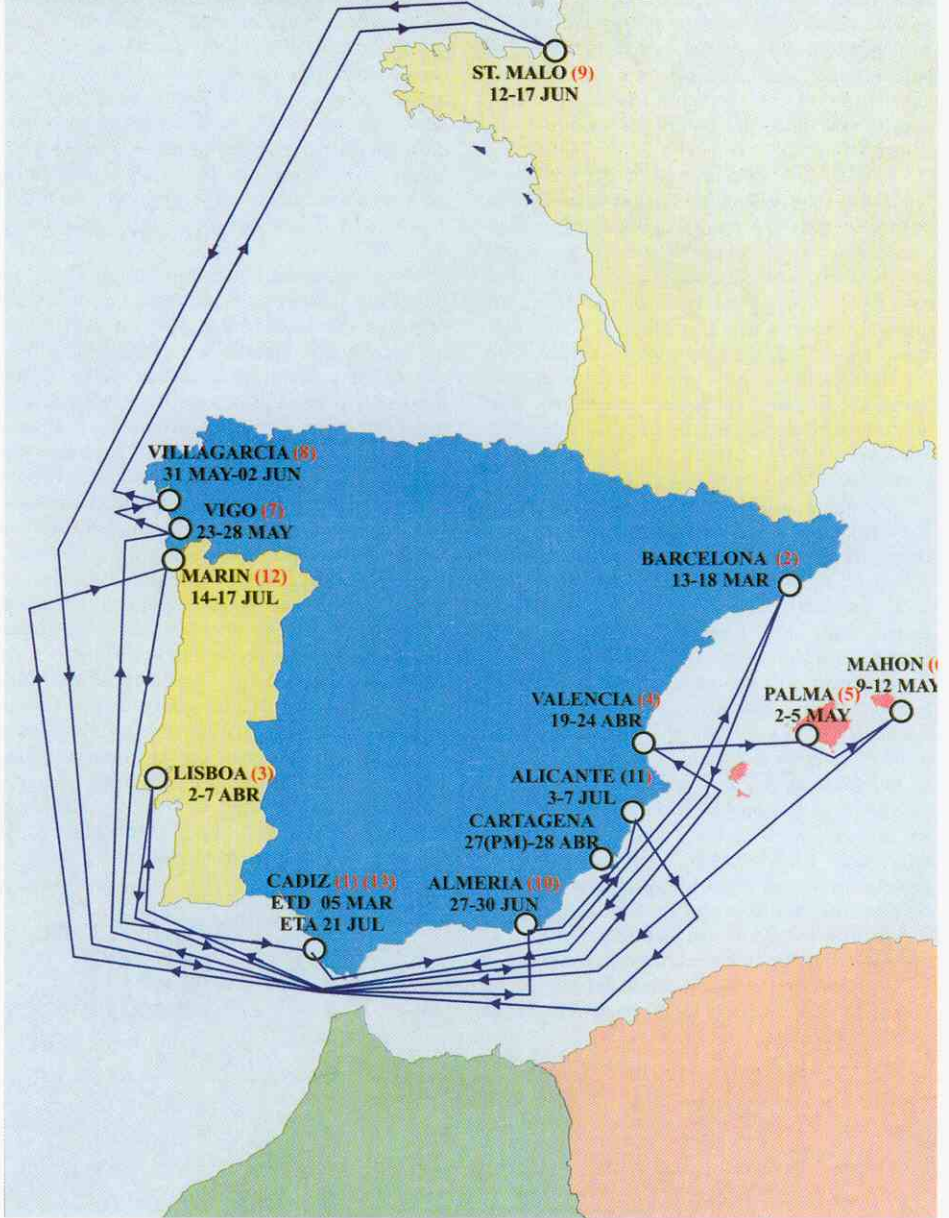 ST. MALO (9)
12-17 JUN
VILLAGARCIA (8)
31 MAY-02 JUN
VIGO (7)
23-28 MAY
MARIN (12)
14-17 JUL
BARCELONA (2)
13-18 MAR
MAHON (
9-12 MAY
PALMA (5)
2-5 MAY
VALENCIA (4)
19-24 ABR
LISBOA (3)
2-7 ABR
ALICANTE (11)
3-7 JUL
CARTAGENA
27(PM)-28 ABR
CADIZ (1) (13)
ETD 05 MAR
ETA 21 JUL
ALMERIA (10)
27-30 JUN